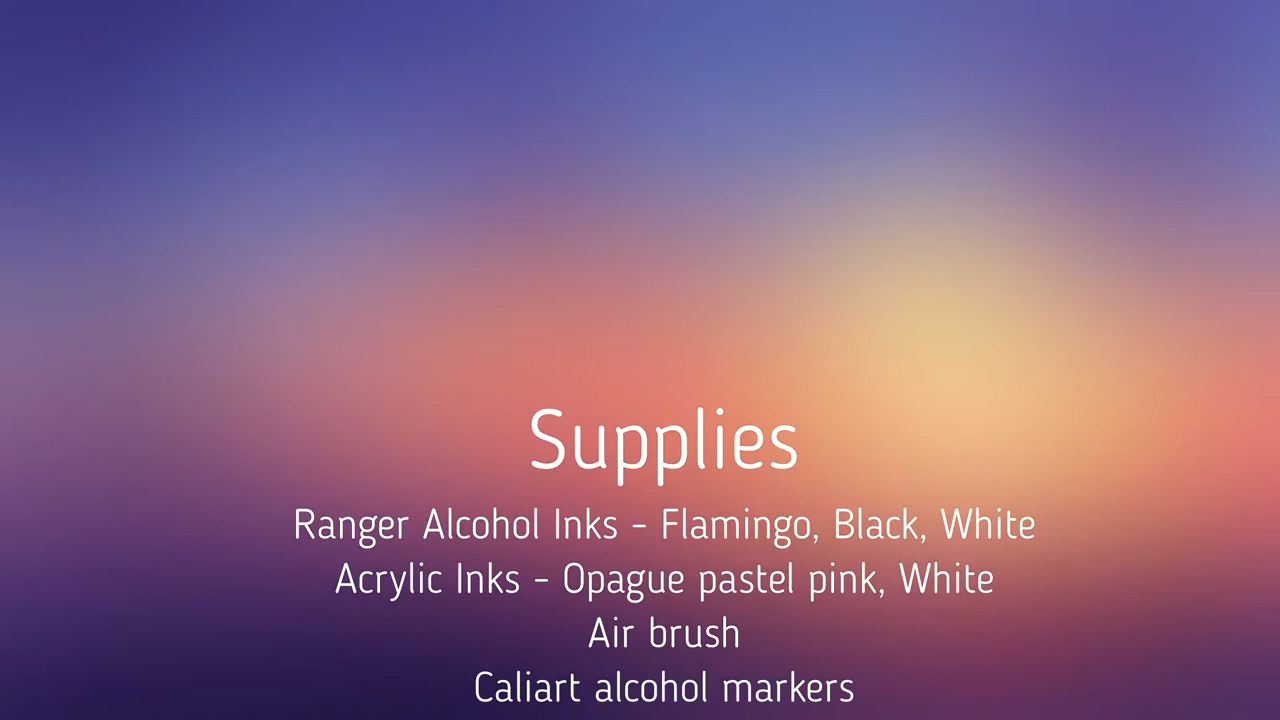 Supplies
Ranger Alcohol Inks - Flamingo, Black, White
Acrylic Inks - Opague pastel pink, White
Air brush
Caliart alcohol markers